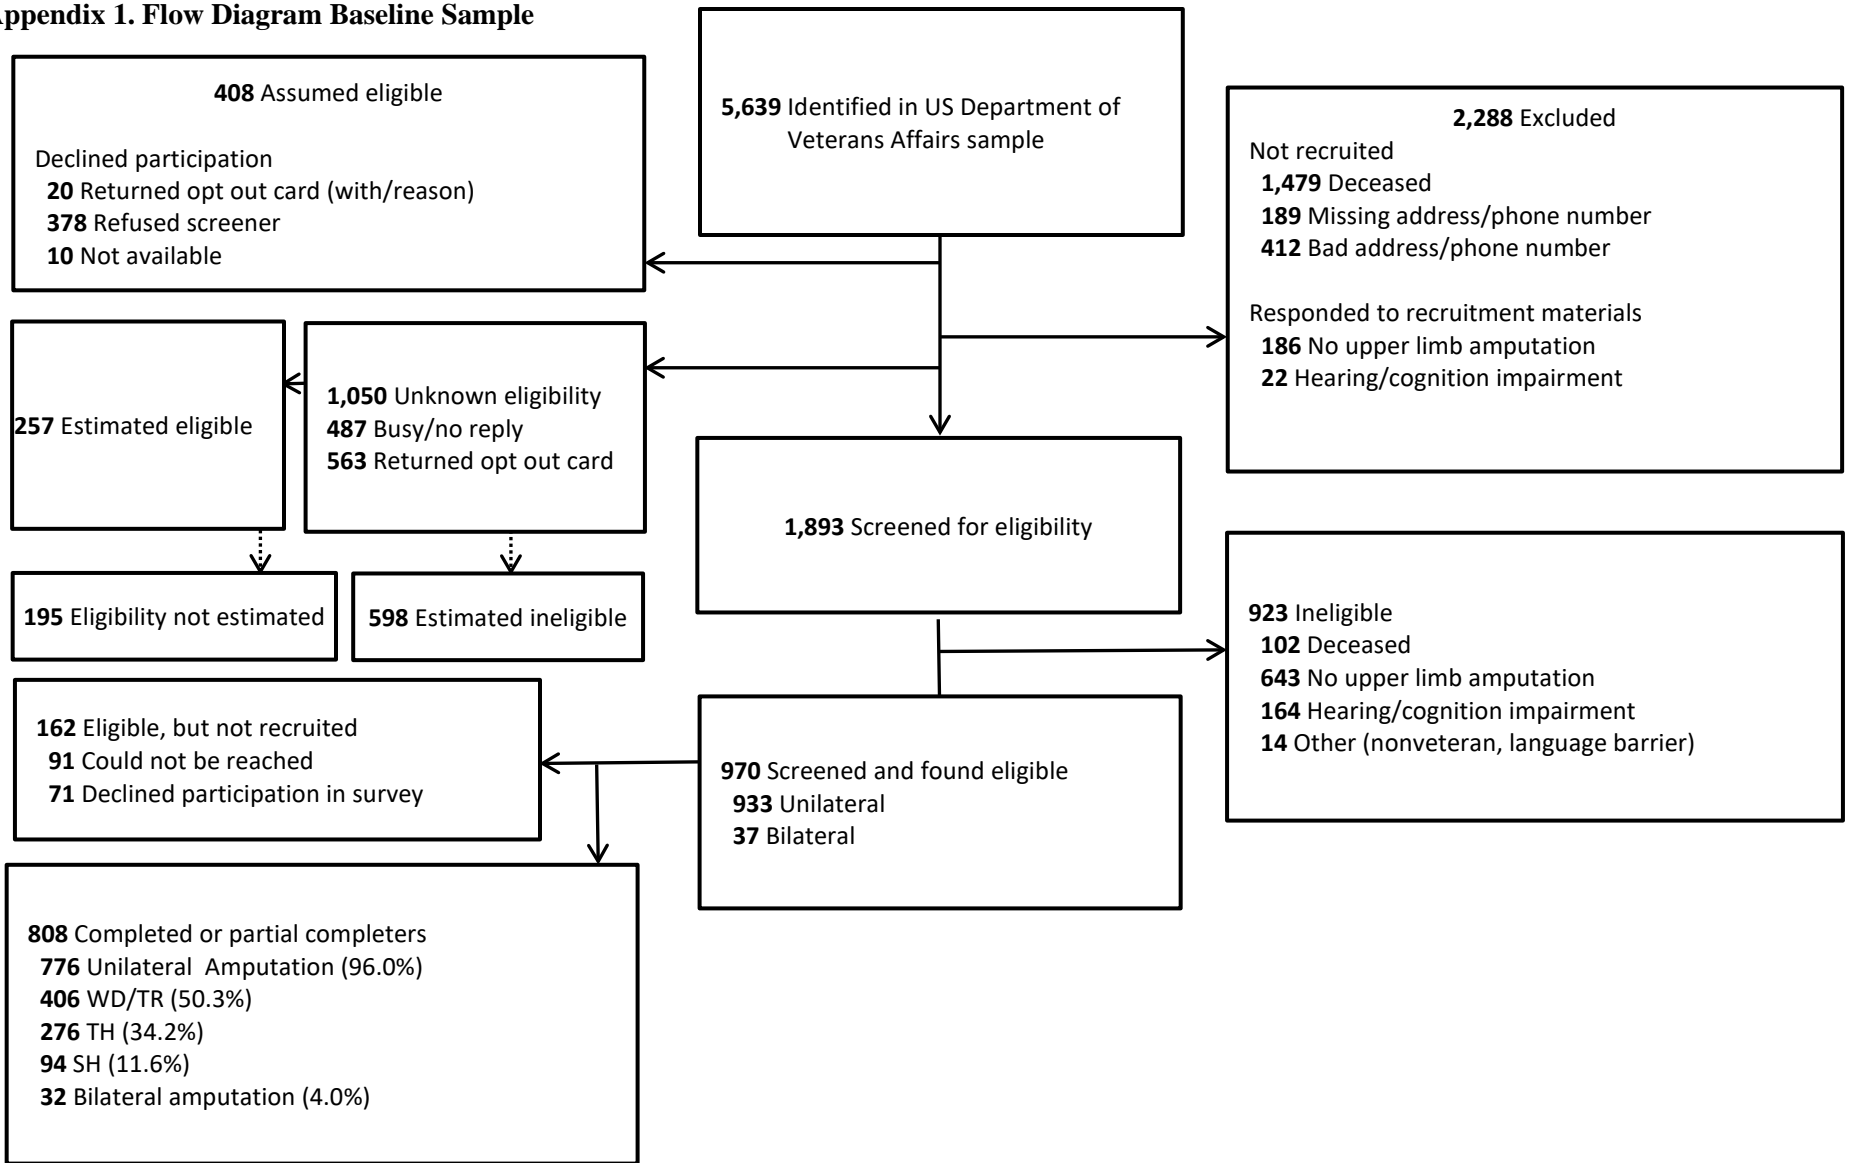 Appendix 1. Flow Diagram Baseline Sample
5,639 Identified in US Department of
Veterans Affairs sample
408 Assumed eligible
Declined participation
20 Returned opt out card (with/reason)
378 Refused screener
10 Not available
2,288 Excluded
Not recruited
1,479 Deceased
189 Missing address/phone number
412 Bad address/phone number
Responded to recruitment materials
186 No upper limb amputation
22 Hearing/cognition impairment
257 Estimated eligible
1,050 Unknown eligibility
487 Busy/no reply
563 Returned opt out card
195 Eligibility not estimated
598 Estimated ineligible
1,893 Screened for eligibility
923 Ineligible
102 Deceased
643 No upper limb amputation
164 Hearing/cognition impairment
14 Other (nonveteran, language barrier)
162 Eligible, but not recruited
91 Could not be reached
71 Declined participation in survey
970 Screened and found eligible
933 Unilateral
37 Bilateral
808 Completed or partial completers
776 Unilateral Amputation (96.0%)
406 WD/TR (50.3%)
276 TH (34.2%)
94 SH (11.6%)
32 Bilateral amputation (4.0%)